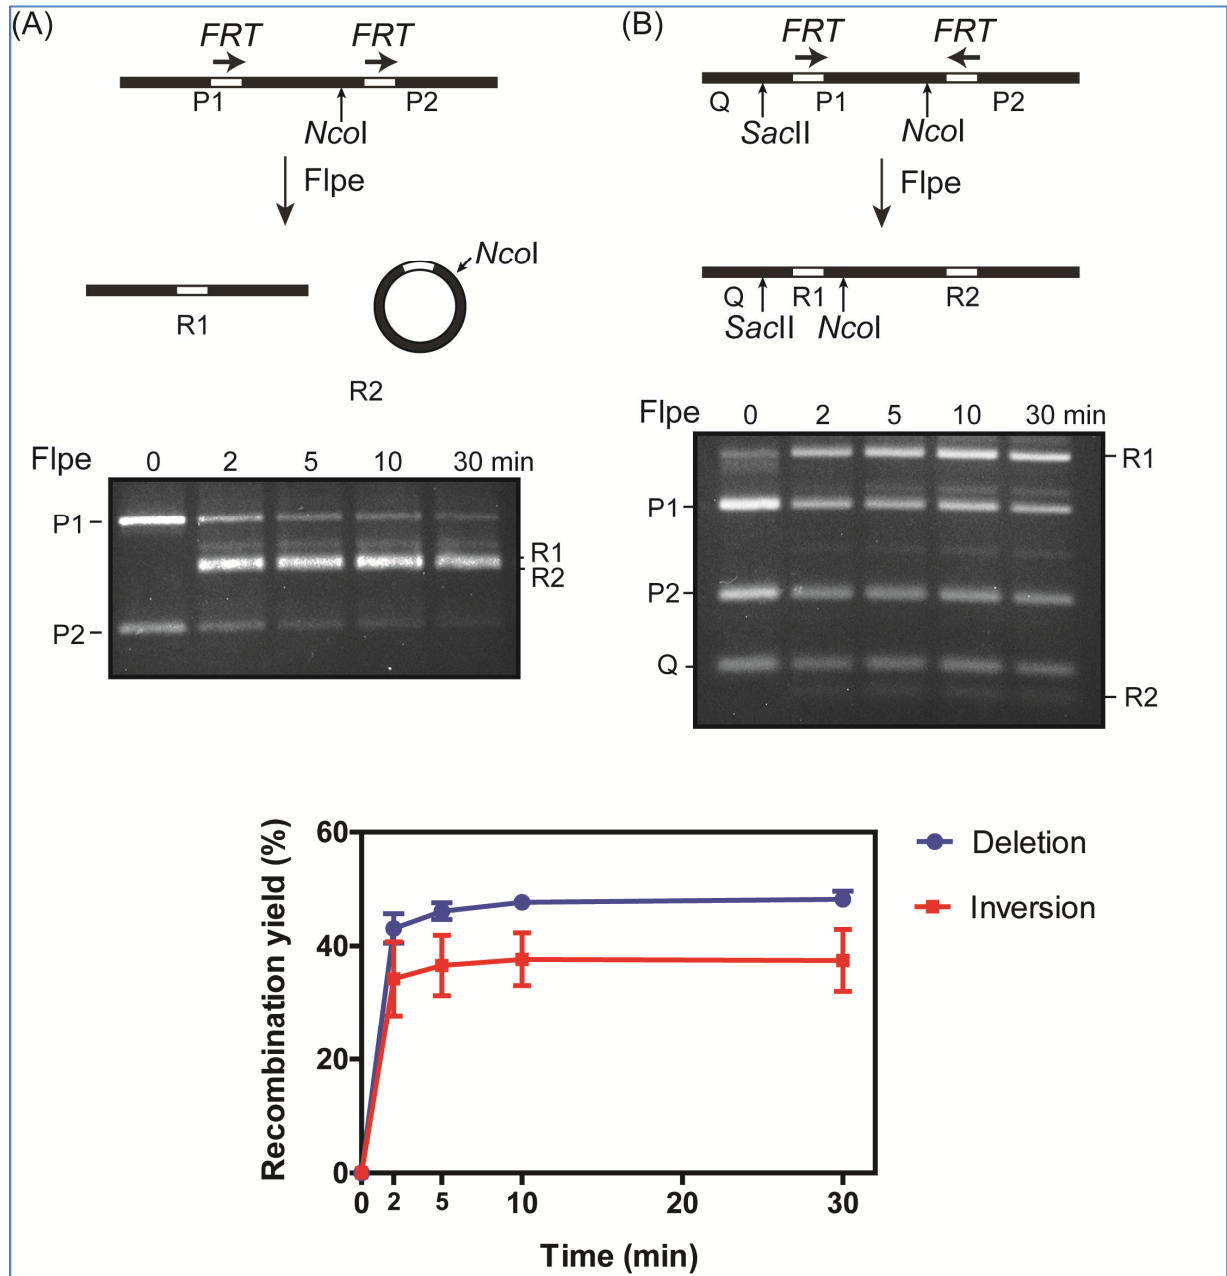 (A)
FRT FRT
P1 P2
NcoI
Flpe
NcoI
R1
R2
Flpe 0 2 5 10 30 min
P1
R1
R2
P2
(B)
FRT FRT
Q P1 P2
SacII NcoI
Flpe
Q R1 R2
SacII NcoI
Flpe 0 2 5 10 30 min
R1
P1
P2
Q
R2
Recombination yield (%)
60
40
20
0
0 2 5 10 20 30
Time (min)
Deletion
Inversion